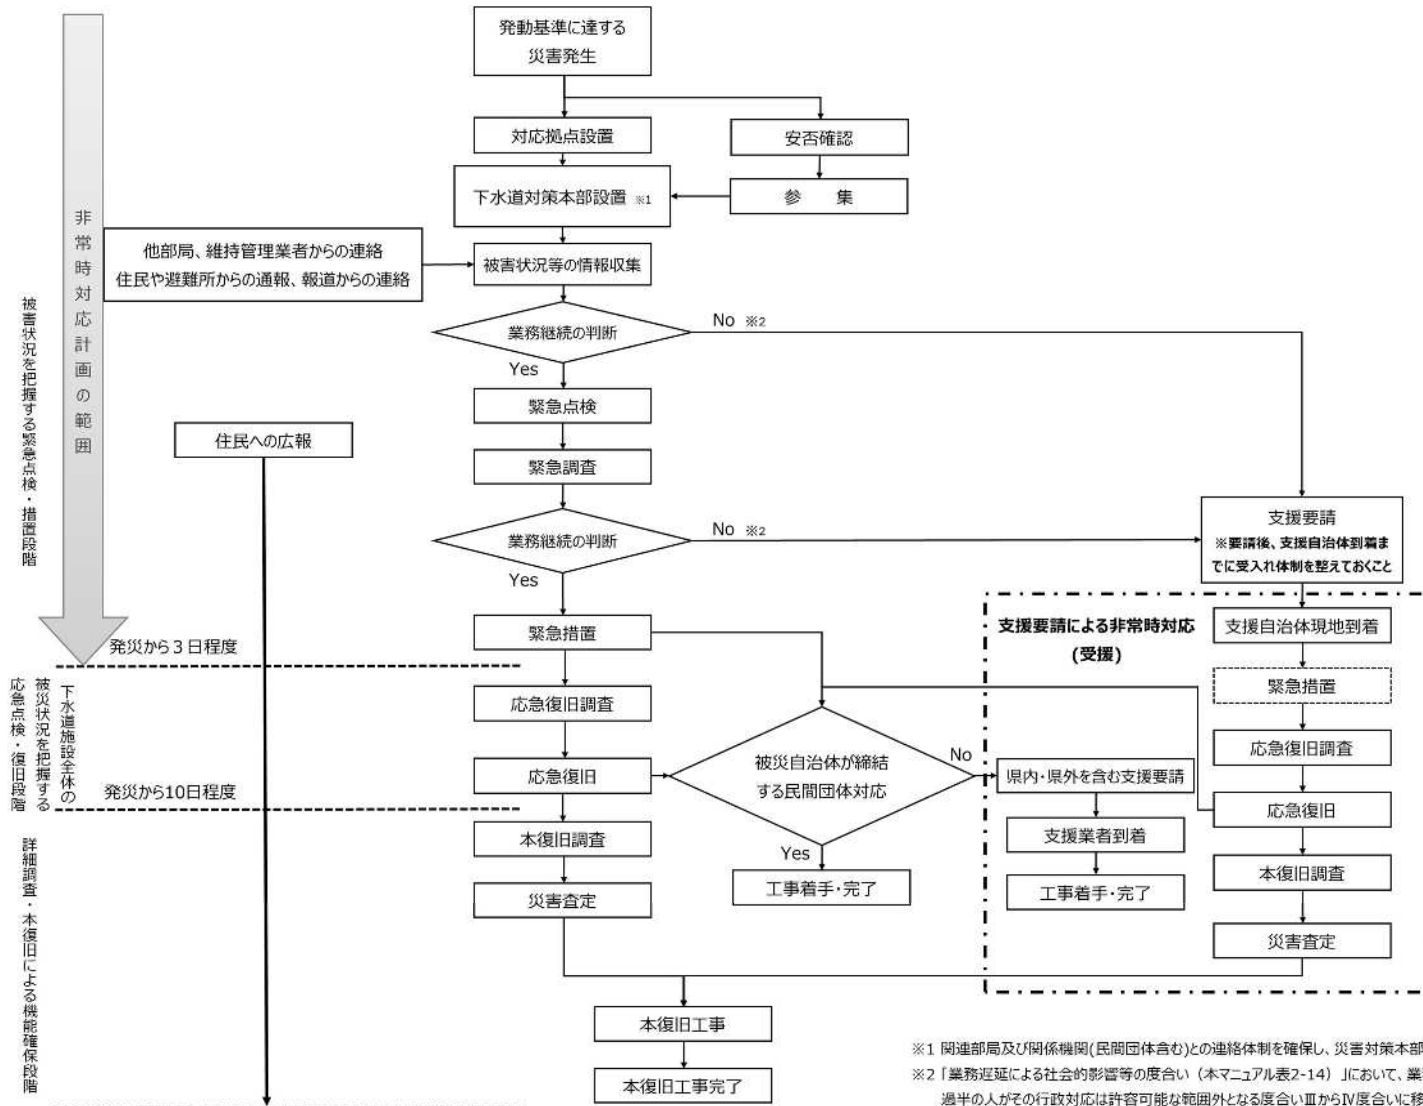 発動基準に達する
災害発生
対応拠点設置
安否確認
下水道対策本部設置 ※1
参　集
非常時対応計画の範囲
他部局、維持管理業者からの連絡
住民や避難所からの通報、報道からの連絡
被害状況等の情報収集
被害状況を把握する緊急点検・措置段階
業務継続の判断
No ※2
Yes
緊急点検
住民への広報
緊急調査
業務継続の判断
No ※2
Yes
支援要請
※要請後、支援自治体到着ま
でに受入れ体制を整えておくこと
緊急措置
発災から３日程度
支援要請による非常時対応
(受援)
支援自治体現地到着
緊急措置
下水道施設全体の
被災状況を把握する
応急点検・復旧段階
応急復旧調査
応急復旧調査
応急復旧
被災自治体が締結
する民間団体対応
No
Yes
県内・県外を含む支援要請
応急復旧
発災から10日程度
本復旧調査
支援業者到着
本復旧調査
災害査定
工事着手・完了
工事着手・完了
災害査定
詳細調査・本復旧による機能確保段階
本復旧工事
本復旧工事完了
※1 関連部局及び関係機関(民間団体含む)との連絡体制を確保し、災害対策本部
※2 「業務遅延による社会的影響等の度合い（本マニュアル表2-14）」において、業
過半の人がその行政対応は許容可能な範囲外となる度合いⅢからⅣ度合いに移